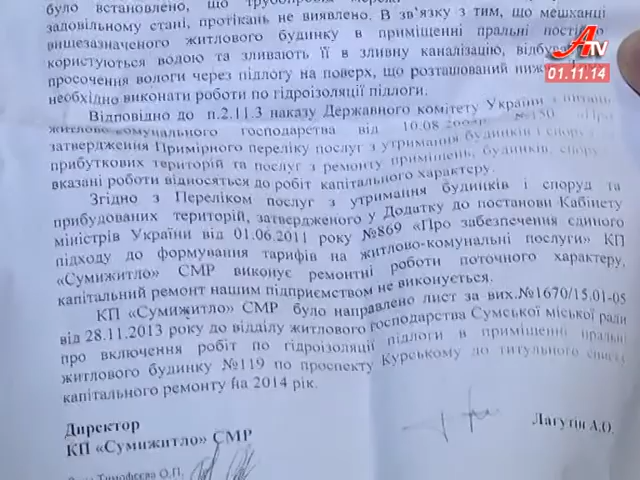 було встановлено, що трубопровід
задовільному стані, протікань не виявлено. В зв'язку з тим, що мешканці
вищезазначеного житлового будинку в приміщенні пральні постійно
користуються водою та зливають її в зливну каналізацію,
просочення вологи через підлогу на поверх, що розташований
необхідно виконати роботи по гідроізоляції підлоги.
Відповідно до п.2.11.3 наказу Державного комітету України з питань
житлово-комунального господарства від 10.08. №150 «Про
затвердження Примірного переліку послуг з утримання будинків і споруд
прибуткових територій та послуг з ремонту приміщень, будинків, споруд»
вказані роботи відносяться до робіт капітального характеру.
Згідно з Переліком послуг з утримання будинків і споруд та
прибудованих територій, затвердженого у Додатку до постанови Кабінету
міністрів України від 01.06.2011 року №869 «Про забезпечення єдиного
підходу до формування тарифів на житлово-комунальні послуги» КП
«Сумижитло» СМР виконує ремонтні роботи поточного характеру,
капітальний ремонт нашим підприємством не виконується.
КП «Сумижитло» СМР було направлено лист за вих.№1670/15.01-05
від 28.11.2013 року до відділу житлового господарства Сумської міської ради
про включення робіт по гідроізоляції підлоги в приміщенні пральні
житлового будинку №119 по проспекту Курському до титульного списку
капітального ремонту на 2014 рік.
Директор
КП «Сумижитло» СМР
Лагутін А.О.
Тимофєєва О.П.
ATV
01.11.14